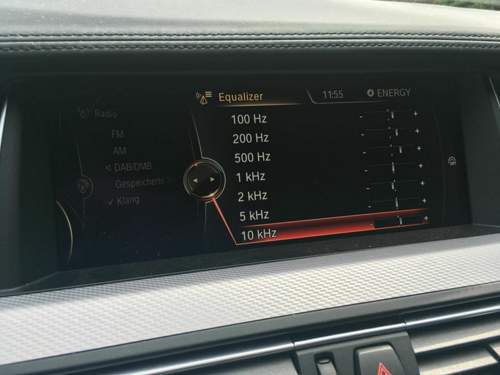 Equalizer
11:55
ENERGY
Radio
FM
AM
< DAB/DMB
Gespeicherte
Klang
100 Hz
200 Hz
500 Hz
1 kHz
2 kHz
5 kHz
10 kHz